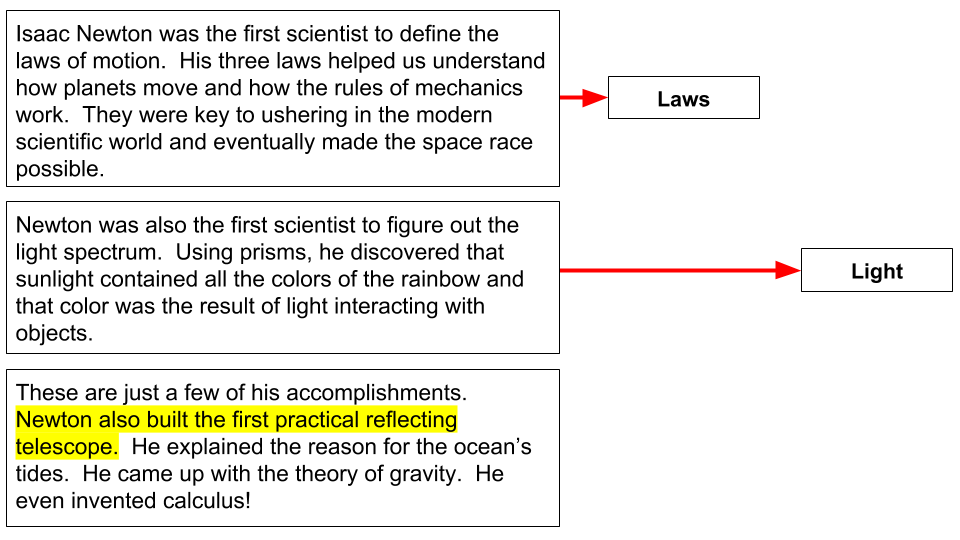 Isaac Newton was the first scientist to define the
laws of motion.  His three laws helped us understand
how planets move and how the rules of mechanics
work.  They were key to ushering in the modern
scientific world and eventually made the space race
possible.
Laws
Newton was also the first scientist to figure out the
light spectrum.  Using prisms, he discovered that
sunlight contained all the colors of the rainbow and
that color was the result of light interacting with
objects.
Light
These are just a few of his accomplishments.
Newton also built the first practical reflecting
telescope.  He explained the reason for the ocean’s
tides.  He came up with the theory of gravity.  He
even invented calculus!